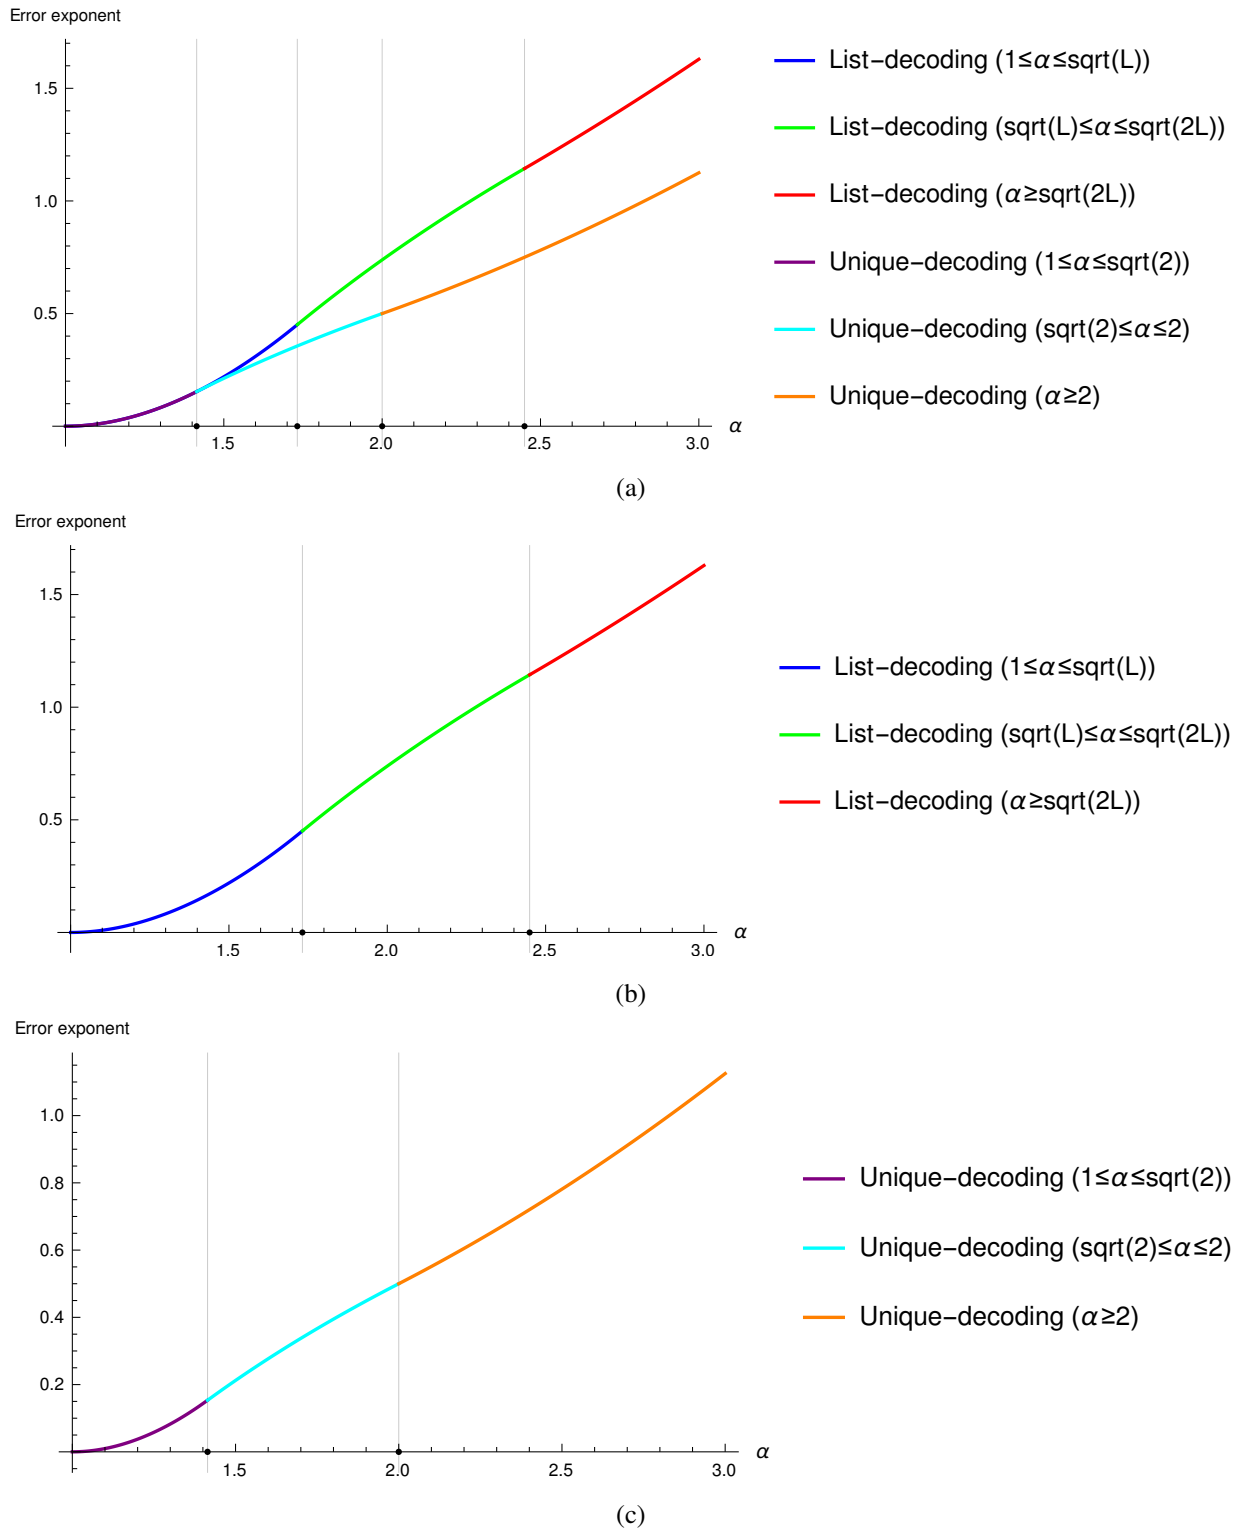 Error exponent
1.5
1.0
0.5
1.5
2.0
2.5
3.0
α
List−decoding (1≤α≤sqrt(L))
List−decoding (sqrt(L)≤α≤sqrt(2L))
List−decoding (α≥sqrt(2L))
Unique−decoding (1≤α≤sqrt(2))
Unique−decoding (sqrt(2)≤α≤2)
Unique−decoding (α≥2)
(a)
Error exponent
1.5
1.0
0.5
1.5
2.0
2.5
3.0
α
List−decoding (1≤α≤sqrt(L))
List−decoding (sqrt(L)≤α≤sqrt(2L))
List−decoding (α≥sqrt(2L))
(b)
Error exponent
1.0
0.8
0.6
0.4
0.2
1.5
2.0
2.5
3.0
α
Unique−decoding (1≤α≤sqrt(2))
Unique−decoding (sqrt(2)≤α≤2)
Unique−decoding (α≥2)
(c)